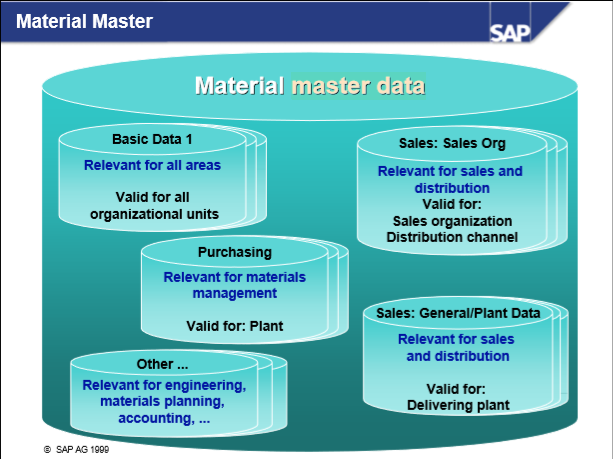 Material Master
SAP
Material master data
Basic Data 1
Relevant for all areas
Valid for all
organizational units
Sales: Sales Org
Relevant for sales and
distribution
Valid for:
Sales organization
Distribution channel
Purchasing
Relevant for materials
management
Valid for: Plant
Sales: General/Plant Data
Relevant for sales
and distribution
Valid for:
Delivering plant
Other ...
Relevant for engineering,
materials planning,
accounting, ...
© SAP AG 1999